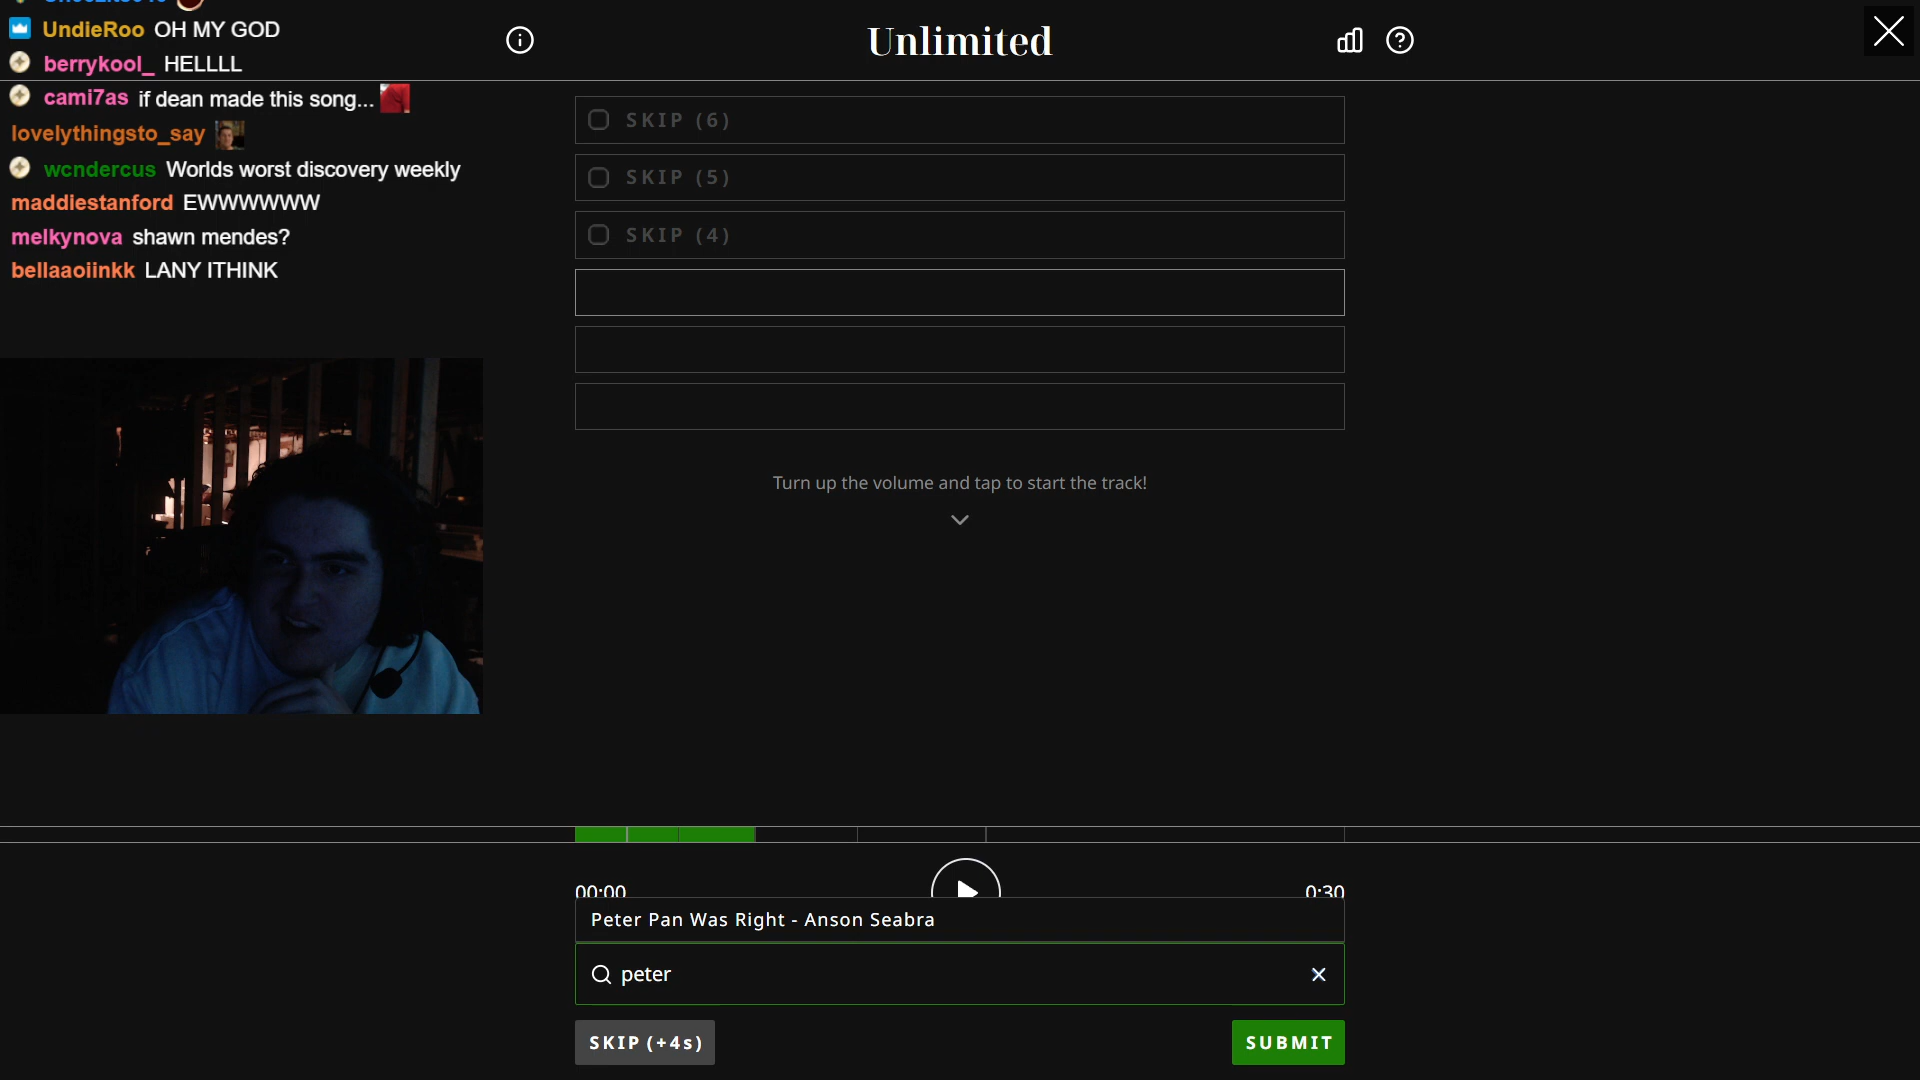 UndieRoo OH MY GOD
berrykool_ HELLLL
cami7as if dean made this song...
lovelythingsto_say
wcndercus Worlds worst discovery weekly
maddiestanford EWWWWWW
melkynova shawn mendes?
bellaaoiinkk LANY ITHINK
Unlimited
SKIP (6)
SKIP (5)
SKIP (4)
Turn up the volume and tap to start the track!
00:00
0:30
Peter Pan Was Right - Anson Seabra
peter
SKIP (+4s)
SUBMIT